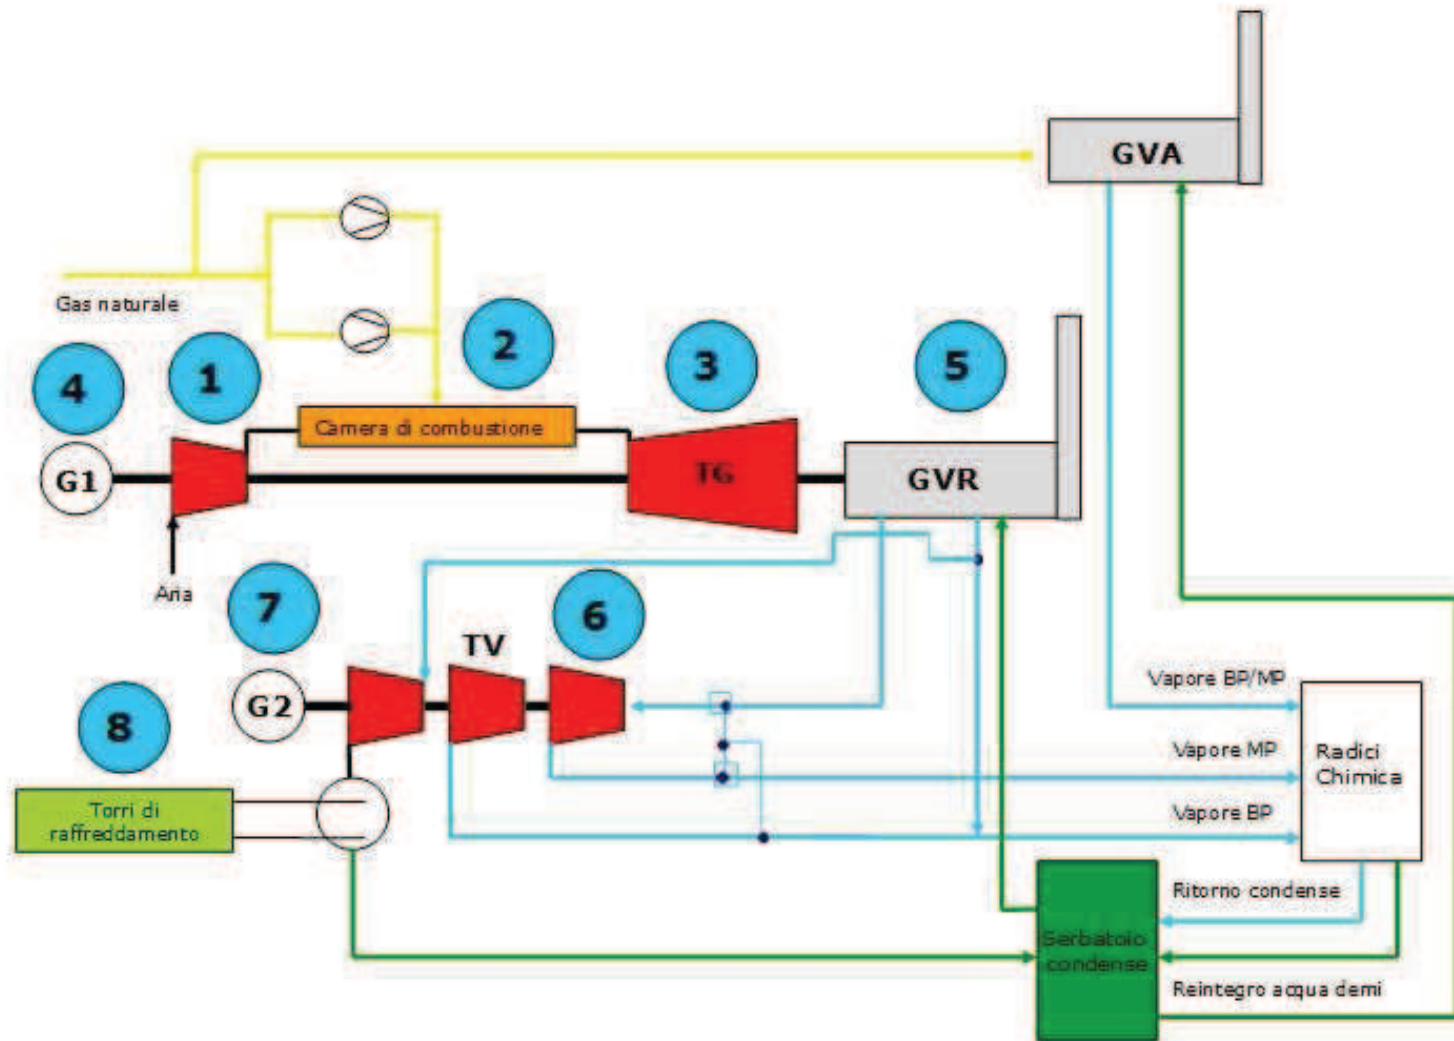 GVA
Gas naturale
2
1
3
5
4
Camera di combustione
TG
GVR
G1
Aria
7
6
TV
G2
Vapore BP/MP
8
Vapore MP
Radici
Chimica
Torri di
raffreddamento
Vapore BP
Ritorno condense
Serbatoio
condense
Reintegro acqua demi